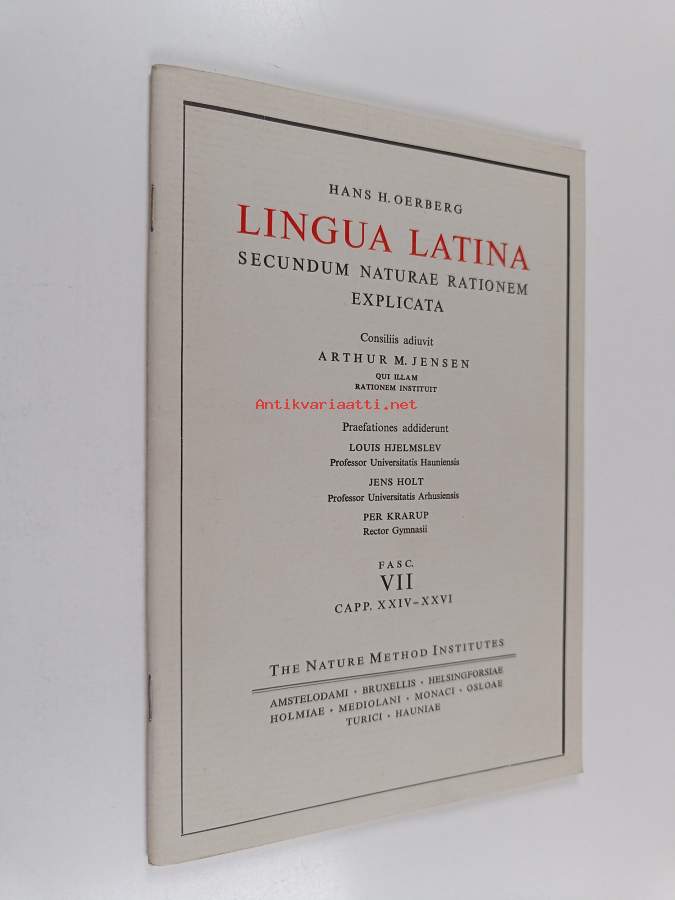 HANS H. OERBERG
LINGUA LATINA
SECUNDUM NATURAE RATIONEM
EXPLICATA
Consiliis adiuvit
ARTHUR M. JENSEN
QUI ILLAM
RATIONEM INSTITUIT
Antikvariaatti.net
Praefationes addiderunt
LOUIS HJELMSLEV
Professor Universitatis Hauniensis
JENS HOLT
Professor Universitatis Arhusiensis
PER KRARUP
Rector Gymnasii
FASC.
VII
CAPP. XXIV–XXVI
THE NATURE METHOD INSTITUTES
AMSTELODAMI · BRUXELLIS · HELSINGFORSIAE
HOLMIAE · MEDIOLANI · MONACI · OSLOAE
TURICI · HAUNIAE